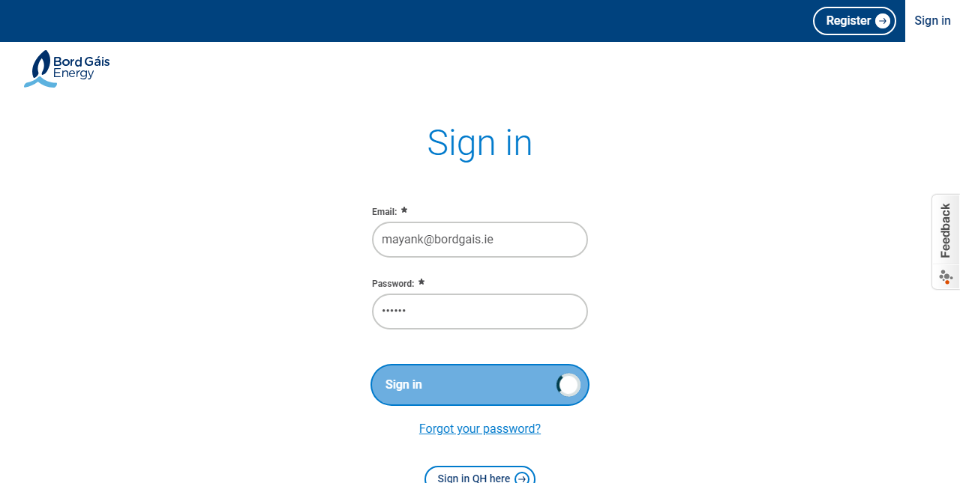 Register
Sign in
Bord Gáis
Energy
Sign in
Email: *
mayank@bordgais.ie
Password: *
••••••
Sign in
Forgot your password?
Sign in QH here
Feedback